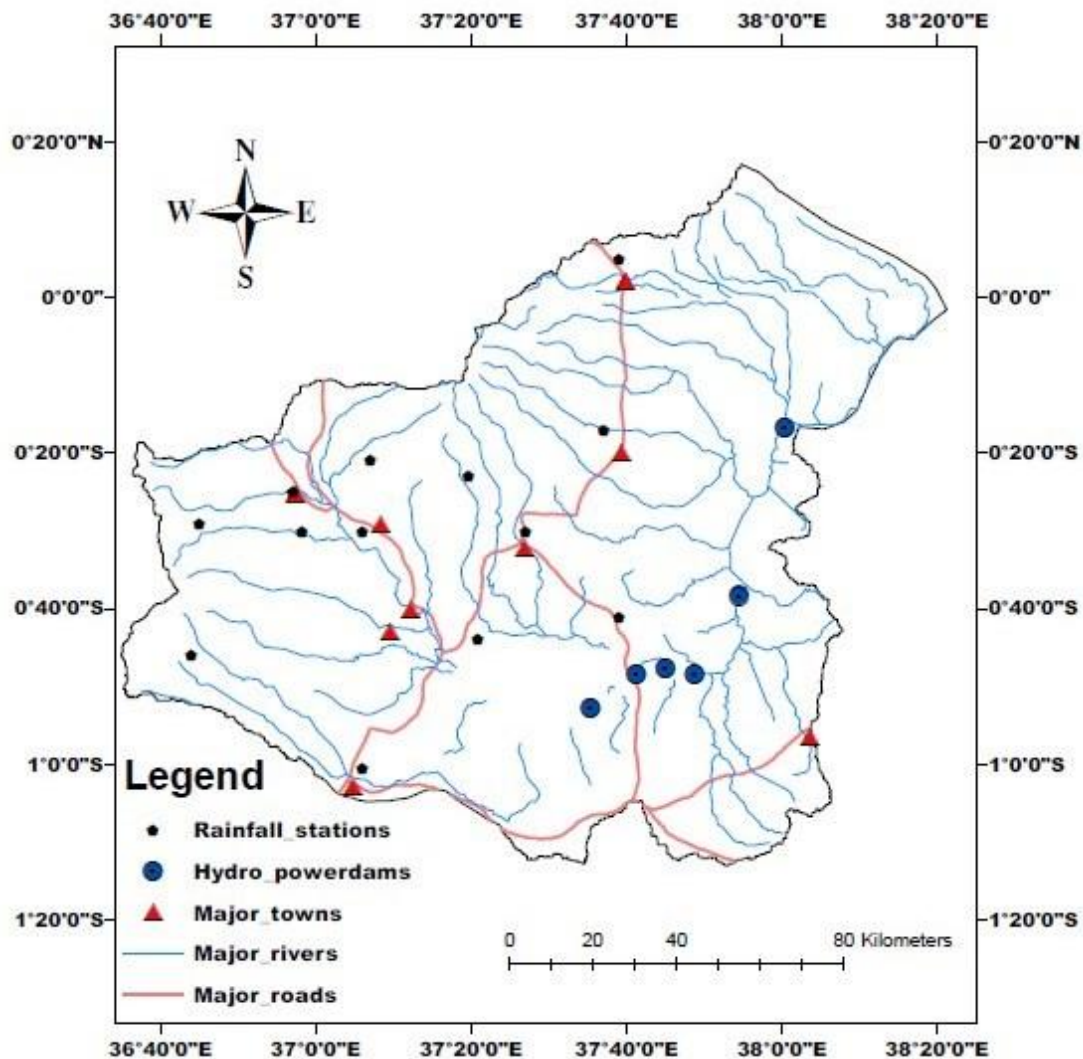 36°40'0"E 37°0'0"E 37°20'0"E 37°40'0"E 38°0'0"E 38°20'0"E
0°20'0"N 0°20'0"N
N
W E
S
0°0'0" 0°0'0"
0°20'0"S 0°20'0"S
0°40'0"S 0°40'0"S
1°0'0"S 1°0'0"S
Legend
Rainfall_stations
Hydro_powerdams
Major_towns
1°20'0"S 1°20'0"S
Major_rivers
0 20 40 80 Kilometers
Major_roads
36°40'0"E 37°0'0"E 37°20'0"E 37°40'0"E 38°0'0"E 38°20'0"E